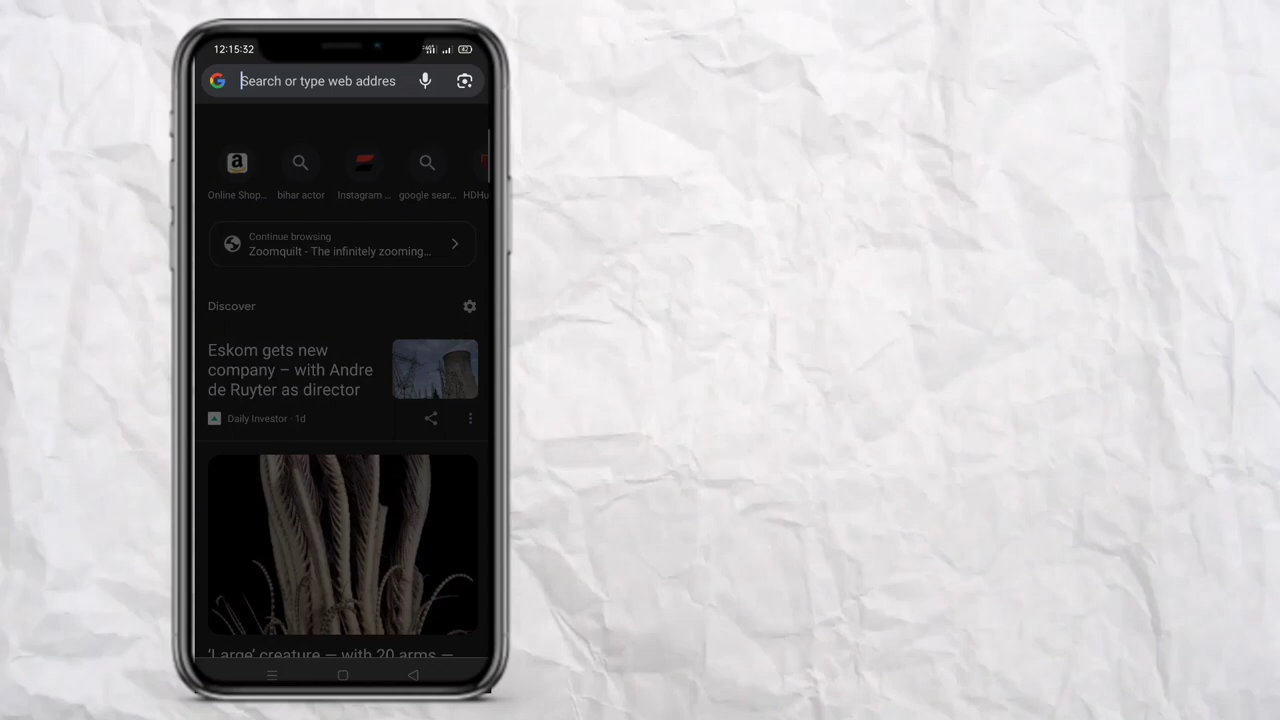 12:15:32
Search or type web addres
Online Shop...
bihar actor
Instagram ...
google sear...
HDHu
Continue browsing
Zoomquilt - The infinitely zooming...
Discover
Eskom gets new
company – with Andre
de Ruyter as director
Daily Investor · 1d
'Large' creature — with 20 arms —